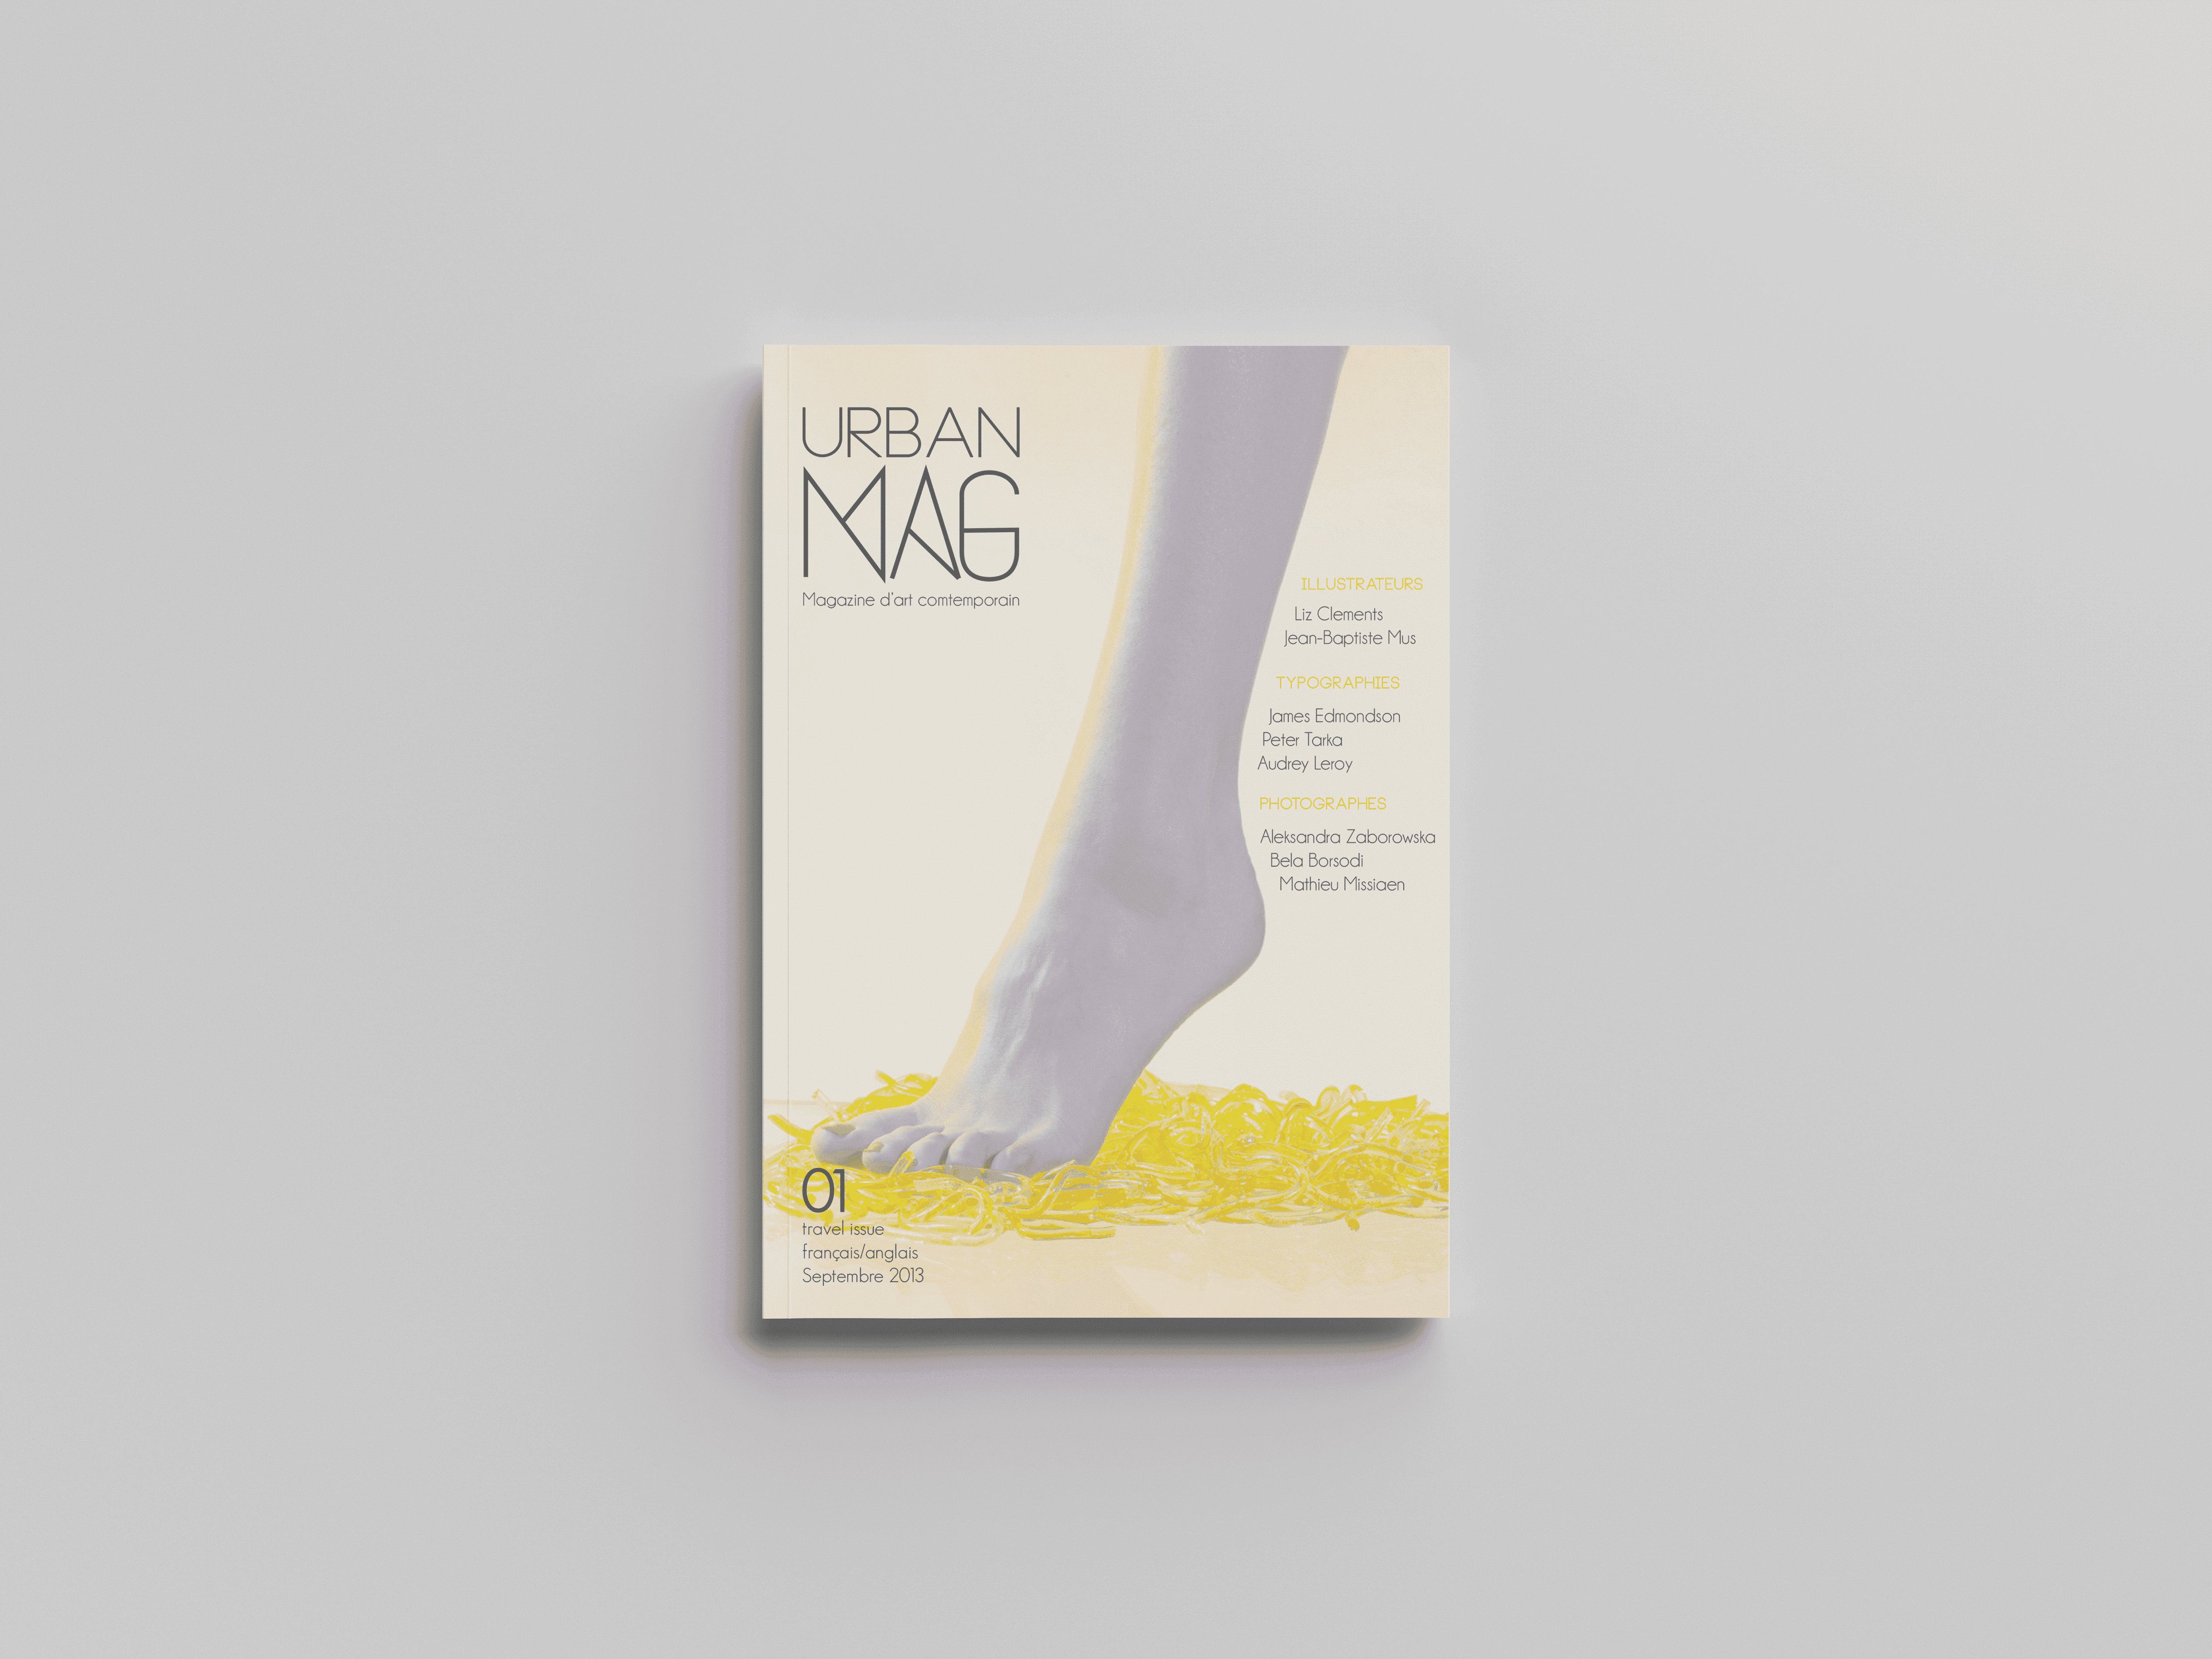 URBAN
MAG
Magazine d'art comtemporain
ILLUSTRATEURS
Liz Clements
Jean-Baptiste Mus
TYPOGRAPHIES
James Edmondson
Peter Tarka
Audrey Leroy
PHOTOGRAPHES
Aleksandra Zaborowska
Bela Borsodi
Mathieu Missiaen
01
travel issue
français/anglais
Septembre 2013